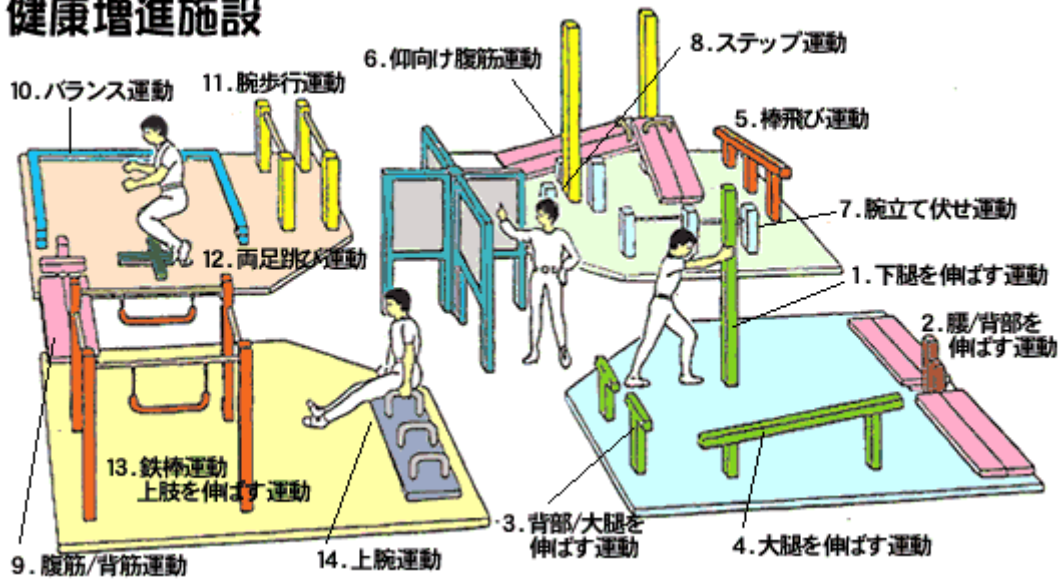 健康増進施設
6.仰向け腹筋運動
8.ステップ運動
10.バランス運動
11.腕歩行運動
5.棒飛び運動
7.腕立て伏せ運動
12.両足跳び運動
1.下腿を伸ばす運動
2.腰/背部を
伸ばす運動
13.鉄棒運動
上肢を伸ばす運動
3.背部/大腿を
伸ばす運動
4.大腿を伸ばす運動
14.上腕運動
9.腹筋/背筋運動